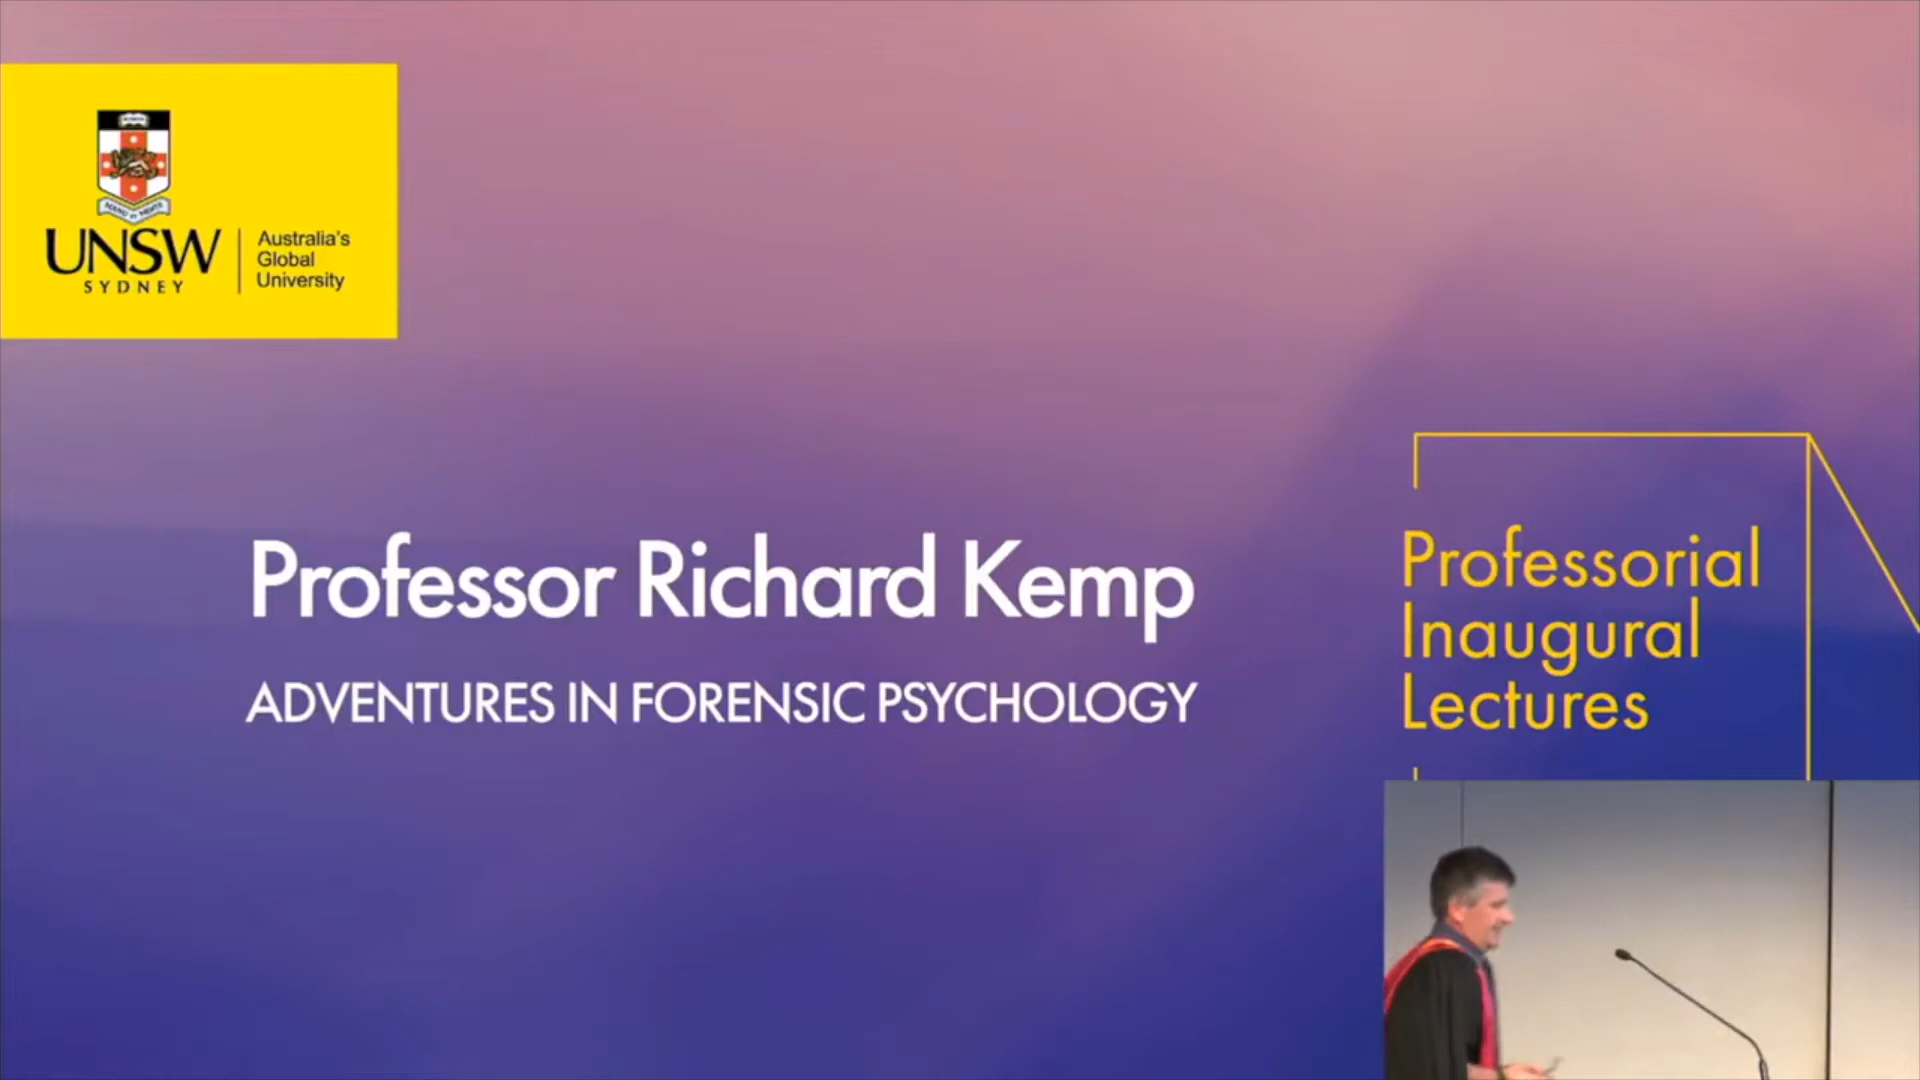 UNSW
SYDNEY
Australia's
Global
University
Professor Richard Kemp
ADVENTURES IN FORENSIC PSYCHOLOGY
Professorial
Inaugural
Lectures